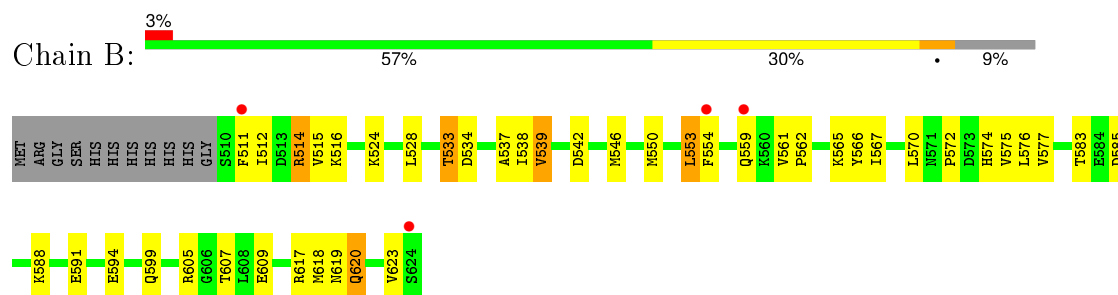 3%
Chain B:
57% 30% • 9%
MET ARG GLY SER HIS HIS HIS HIS HIS HIS GLY S510 F511 I512 D513 R514 V515 K516 K524 L528 T533 D534 A537 I538 V539 D542 M546 M550 L553 F554 Q559 K560 V561 P562 K565 Y566 I567 L570 N571 P572 D573 H574 V575 L576 V577 T583 E584 D585
K588 E591 E594 Q599 R605 G606 T607 L608 E609 R617 M618 N619 Q620 V623 S624